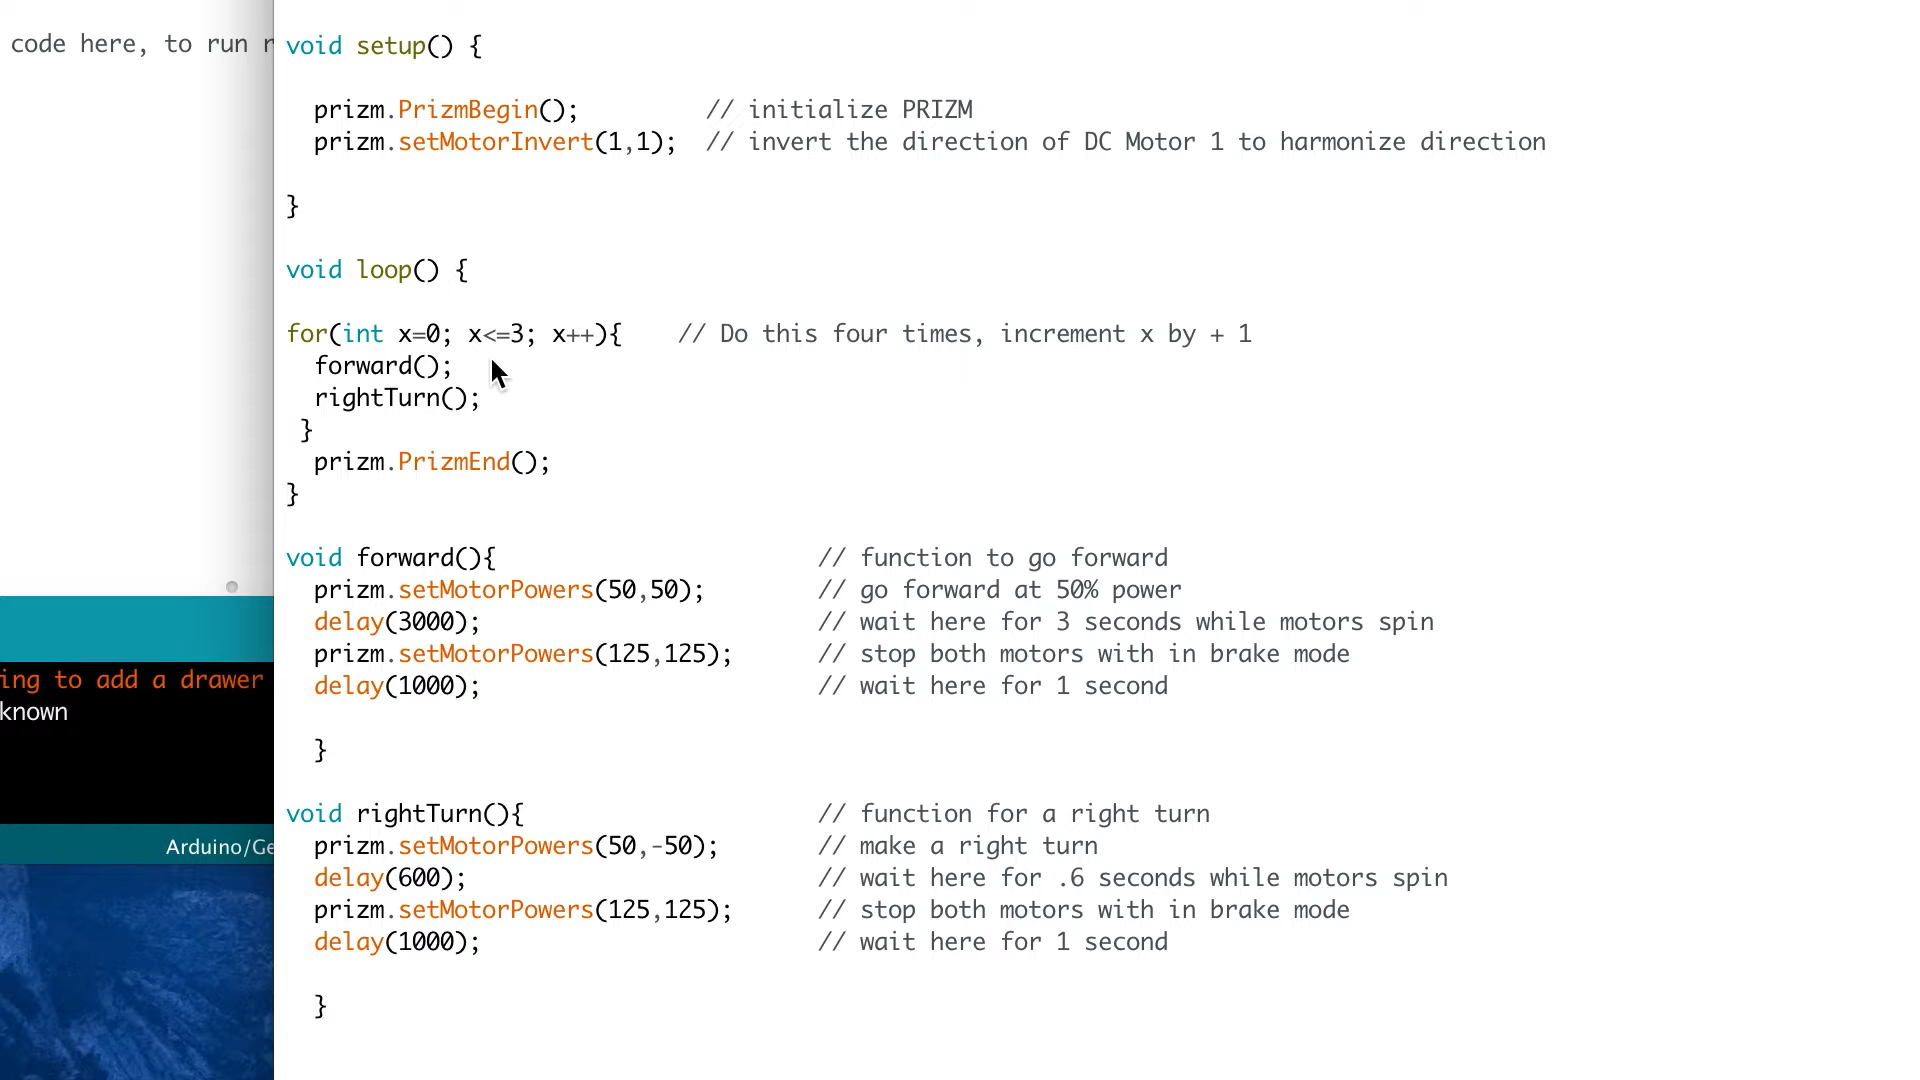 code here, to run r
void setup() {
prizm.PrizmBegin(); // initialize PRIZM
prizm.setMotorInvert(1,1); // invert the direction of DC Motor 1 to harmonize direction
}
void loop() {
for(int x=0; x<=3; x++){ // Do this four times, increment x by + 1
forward();
rightTurn();
}
prizm.PrizmEnd();
}
void forward(){ // function to go forward
prizm.setMotorPowers(50,50); // go forward at 50% power
delay(3000); // wait here for 3 seconds while motors spin
prizm.setMotorPowers(125,125); // stop both motors with in brake mode
delay(1000); // wait here for 1 second
}
void rightTurn(){ // function for a right turn
prizm.setMotorPowers(50,-50); // make a right turn
delay(600); // wait here for .6 seconds while motors spin
prizm.setMotorPowers(125,125); // stop both motors with in brake mode
delay(1000); // wait here for 1 second
}
ing to add a drawer
known
Arduino/Ge